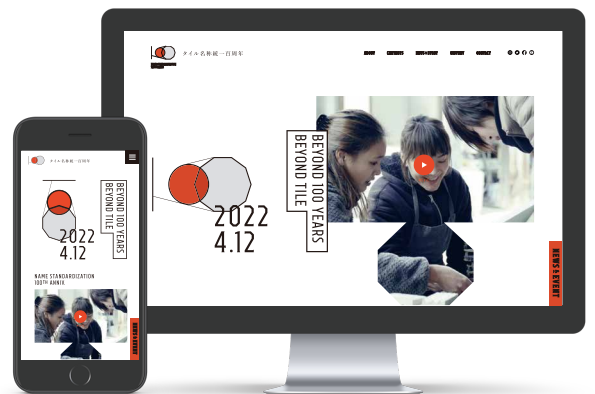 タイル名称統一百周年
ABOUT
CONTENTS
NEWS & EVENT
HISTORY
CONTACT
BEYOND 100 YEARS
BEYOND TILE
2022
4.12
NEWS & EVENT
タイル名称統一百周年
BEYOND 100 YEARS
BEYOND TILE
2022
4.12
NAME STANDARDIZATION
100TH ANNIV.
NEWS & EVENT